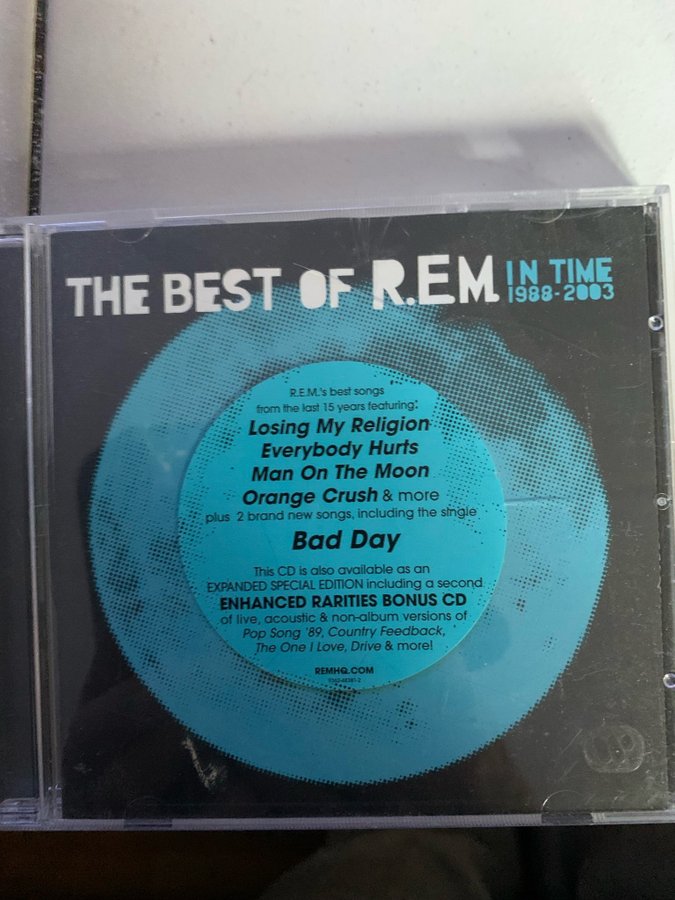 THE BEST OF R.E.M. IN TIME
1988-2003
R.E.M.'s best songs
from the last 15 years featuring:
Losing My Religion
Everybody Hurts
Man On The Moon
Orange Crush & more
plus 2 brand new songs, including the single
Bad Day
This CD is also available as an
EXPANDED SPECIAL EDITION including a second
ENHANCED RARITIES BONUS CD
of live, acoustic & non-album versions of
Pop Song '89, Country Feedback,
The One I Love, Drive & more!
REMHQ.COM